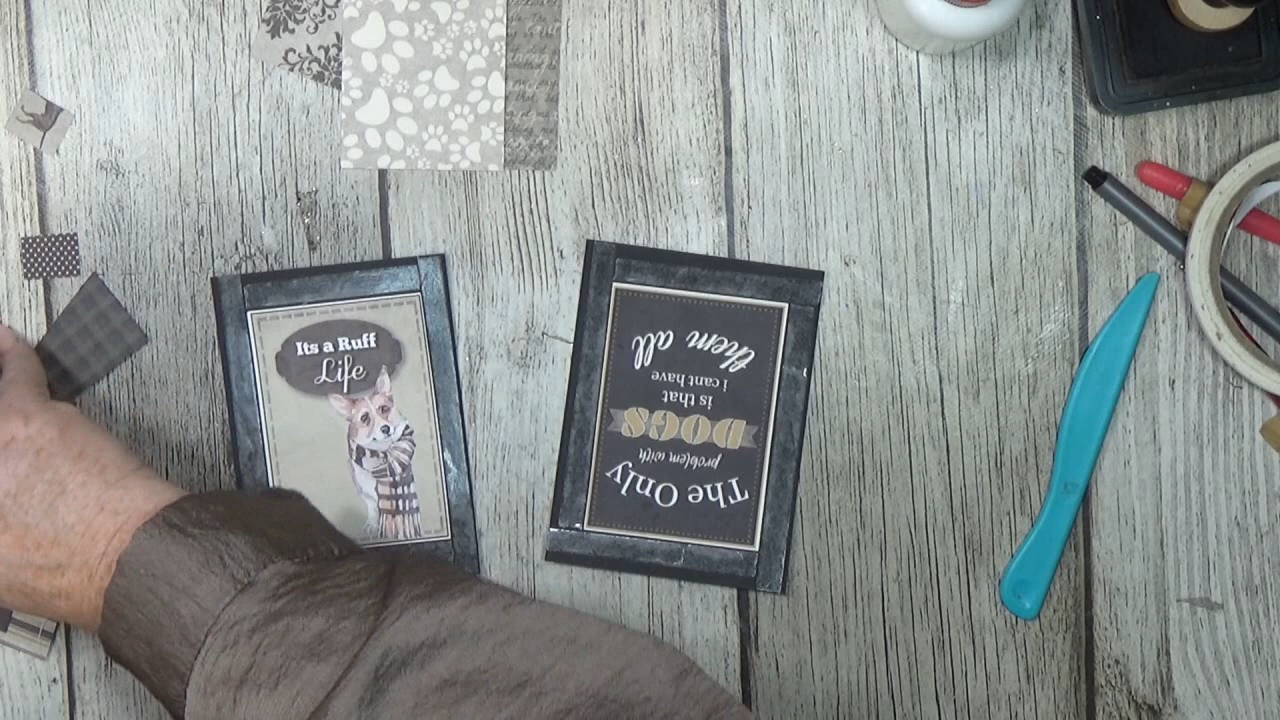 Its a Ruff
Life
The Only
problem with
DOGS
is that
i cant have
them all